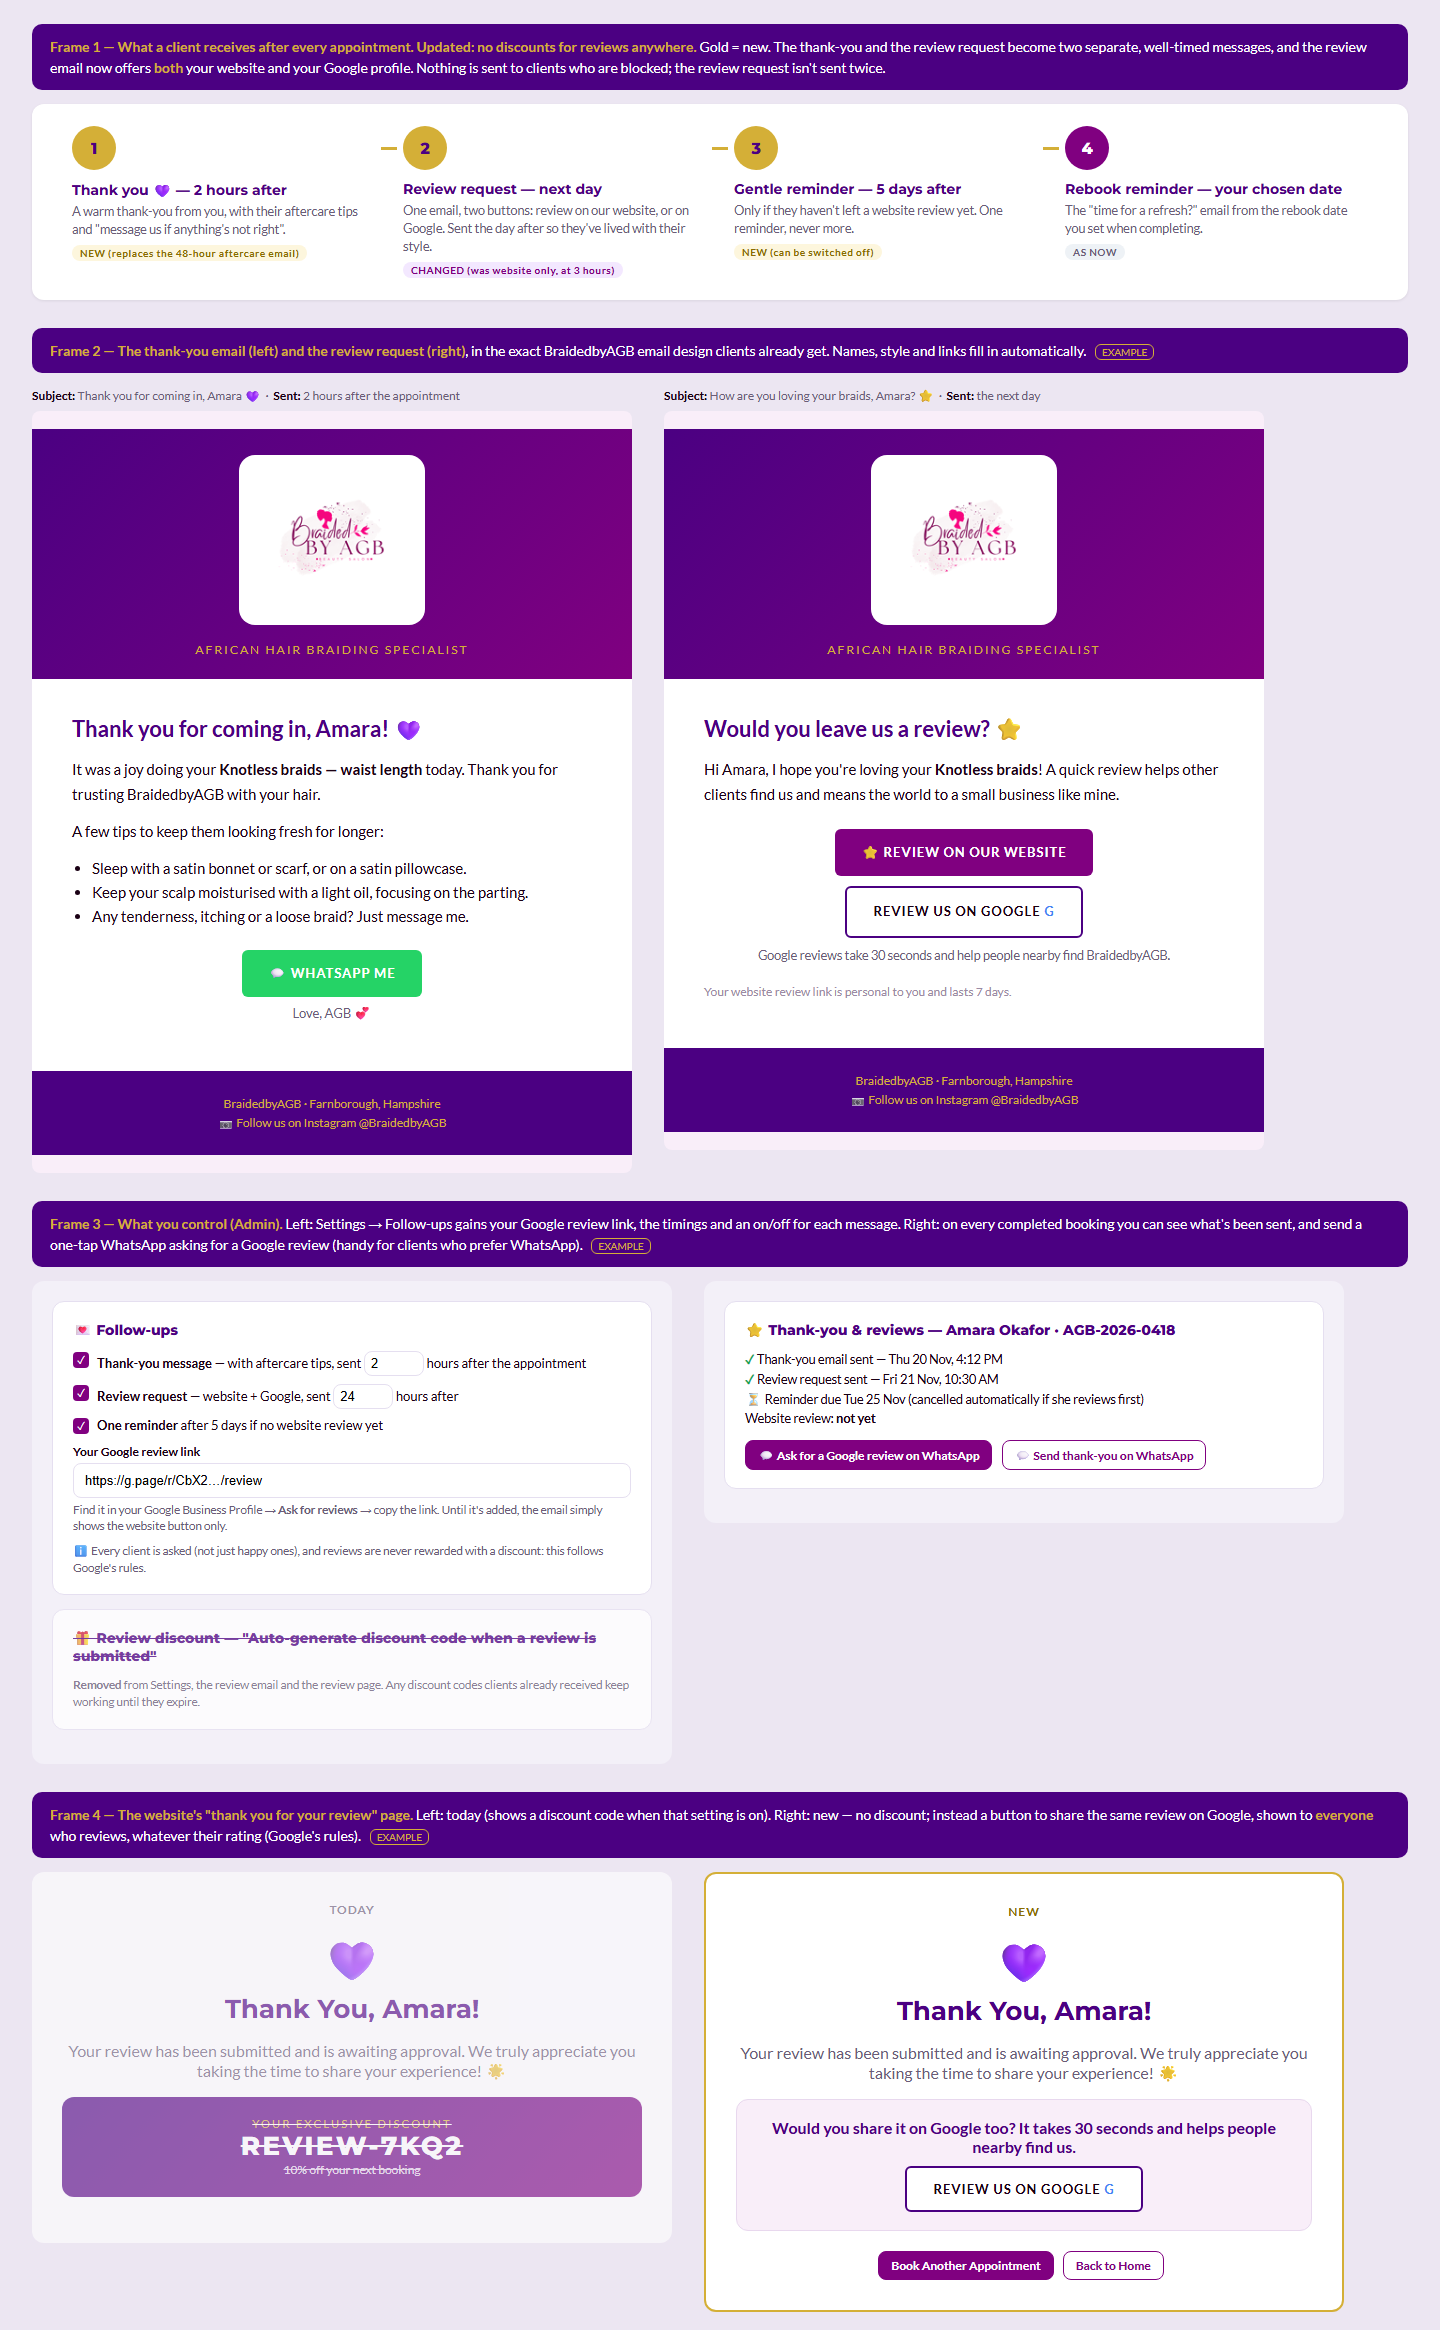 Frame 1 — What a client receives after every appointment. Updated: no discounts for reviews anywhere. Gold = new. The thank-you and the review request become two separate, well-timed messages, and the review
email now offers both your website and your Google profile. Nothing is sent to clients who are blocked; the review request isn't sent twice.
1
Thank you 💜 — 2 hours after
A warm thank-you from you, with their aftercare tips
and "message us if anything's not right".
NEW (replaces the 48-hour aftercare email)
2
Review request — next day
One email, two buttons: review on our website, or on
Google. Sent the day after so they've lived with their
style.
CHANGED (was website only, at 3 hours)
3
Gentle reminder — 5 days after
Only if they haven't left a website review yet. One
reminder, never more.
NEW (can be switched off)
4
Rebook reminder — your chosen date
The "time for a refresh?" email from the rebook date
you set when completing.
AS NOW
Frame 2 — The thank-you email (left) and the review request (right), in the exact BraidedbyAGB email design clients already get. Names, style and links fill in automatically. EXAMPLE
Subject: Thank you for coming in, Amara 💜 · Sent: 2 hours after the appointment
Braided
BY AGB
BEAUTY SALON
AFRICAN HAIR BRAIDING SPECIALIST
Thank you for coming in, Amara! 💜
It was a joy doing your Knotless braids — waist length today. Thank you for
trusting BraidedbyAGB with your hair.
A few tips to keep them looking fresh for longer:
• Sleep with a satin bonnet or scarf, or on a satin pillowcase.
• Keep your scalp moisturised with a light oil, focusing on the parting.
• Any tenderness, itching or a loose braid? Just message me.
💬 WHATSAPP ME
Love, AGB 💕
BraidedbyAGB · Farnborough, Hampshire
📷 Follow us on Instagram @BraidedbyAGB
Subject: How are you loving your braids, Amara? ⭐ · Sent: the next day
Braided
BY AGB
BEAUTY SALON
AFRICAN HAIR BRAIDING SPECIALIST
Would you leave us a review? ⭐
Hi Amara, I hope you're loving your Knotless braids! A quick review helps other
clients find us and means the world to a small business like mine.
⭐ REVIEW ON OUR WEBSITE
REVIEW US ON GOOGLE G
Google reviews take 30 seconds and help people nearby find BraidedbyAGB.
Your website review link is personal to you and lasts 7 days.
BraidedbyAGB · Farnborough, Hampshire
📷 Follow us on Instagram @BraidedbyAGB
Frame 3 — What you control (Admin). Left: Settings → Follow-ups gains your Google review link, the timings and an on/off for each message. Right: on every completed booking you can see what's been sent, and send a
one-tap WhatsApp asking for a Google review (handy for clients who prefer WhatsApp). EXAMPLE
💌 Follow-ups
✓ Thank-you message — with aftercare tips, sent 2 hours after the appointment
✓ Review request — website + Google, sent 24 hours after
✓ One reminder after 5 days if no website review yet
Your Google review link
https://g.page/r/CbX2…/review
Find it in your Google Business Profile → Ask for reviews → copy the link. Until it's added, the email simply
shows the website button only.
ℹ️ Every client is asked (not just happy ones), and reviews are never rewarded with a discount: this follows
Google's rules.
🎁 Review discount — "Auto-generate discount code when a review is
submitted"
Removed from Settings, the review email and the review page. Any discount codes clients already received keep
working until they expire.
⭐ Thank-you & reviews — Amara Okafor · AGB-2026-0418
✓ Thank-you email sent — Thu 20 Nov, 4:12 PM
✓ Review request sent — Fri 21 Nov, 10:30 AM
⏳ Reminder due Tue 25 Nov (cancelled automatically if she reviews first)
Website review: not yet
💬 Ask for a Google review on WhatsApp
💬 Send thank-you on WhatsApp
Frame 4 — The website's "thank you for your review" page. Left: today (shows a discount code when that setting is on). Right: new — no discount; instead a button to share the same review on Google, shown to everyone
who reviews, whatever their rating (Google's rules). EXAMPLE
TODAY
💜
Thank You, Amara!
Your review has been submitted and is awaiting approval. We truly appreciate you
taking the time to share your experience! 🌟
YOUR EXCLUSIVE DISCOUNT
REVIEW-7KQ2
10% off your next booking
NEW
💜
Thank You, Amara!
Your review has been submitted and is awaiting approval. We truly appreciate you
taking the time to share your experience! 🌟
Would you share it on Google too? It takes 30 seconds and helps people
nearby find us.
REVIEW US ON GOOGLE G
Book Another Appointment
Back to Home